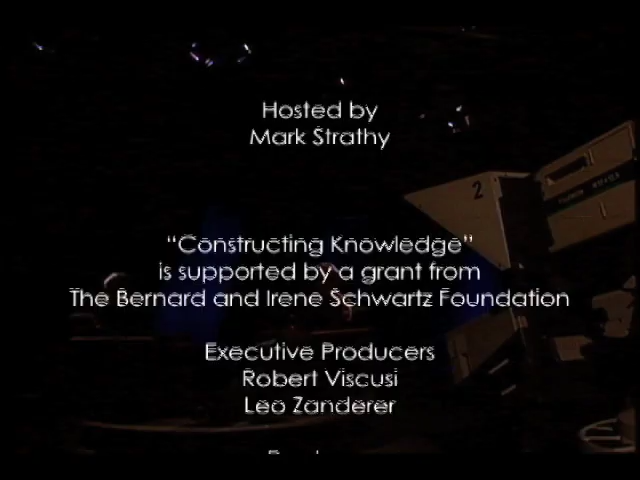 Hosted by
Mark Strathy
2
“Constructing Knowledge”
is supported by a grant from
The Bernard and Irene Schwartz Foundation
Executive Producers
Robert Viscusi
Leo Zanderer